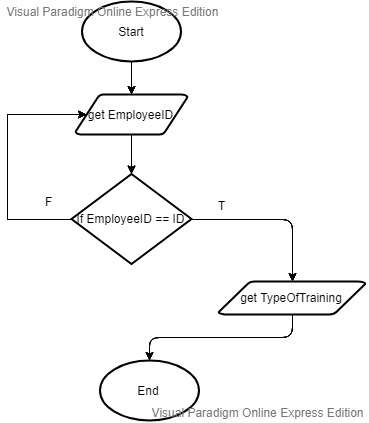 Visual Paradigm Online Express Edition
Start
get EmployeeID
If EmployeeID == ID
F
T
get TypeOfTraining
End
Visual Paradigm Online Express Edition